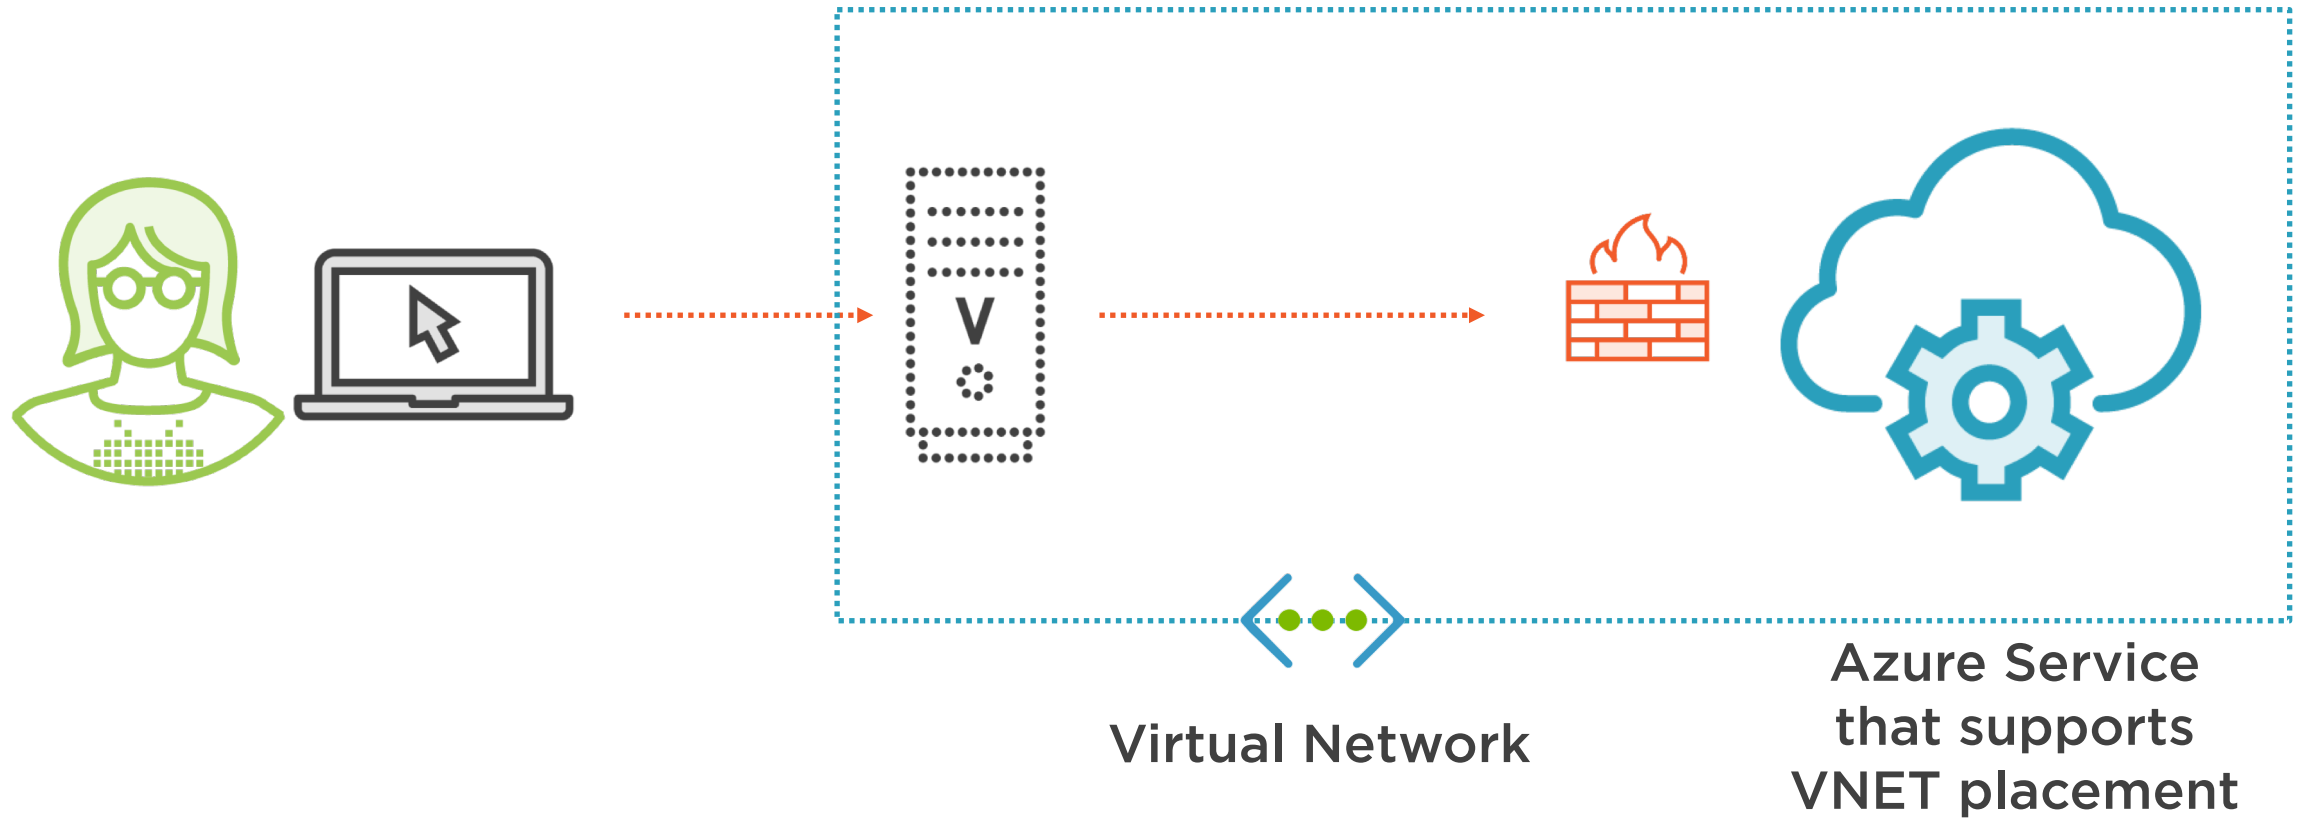 V
Virtual Network
Azure Service
that supports
VNET placement